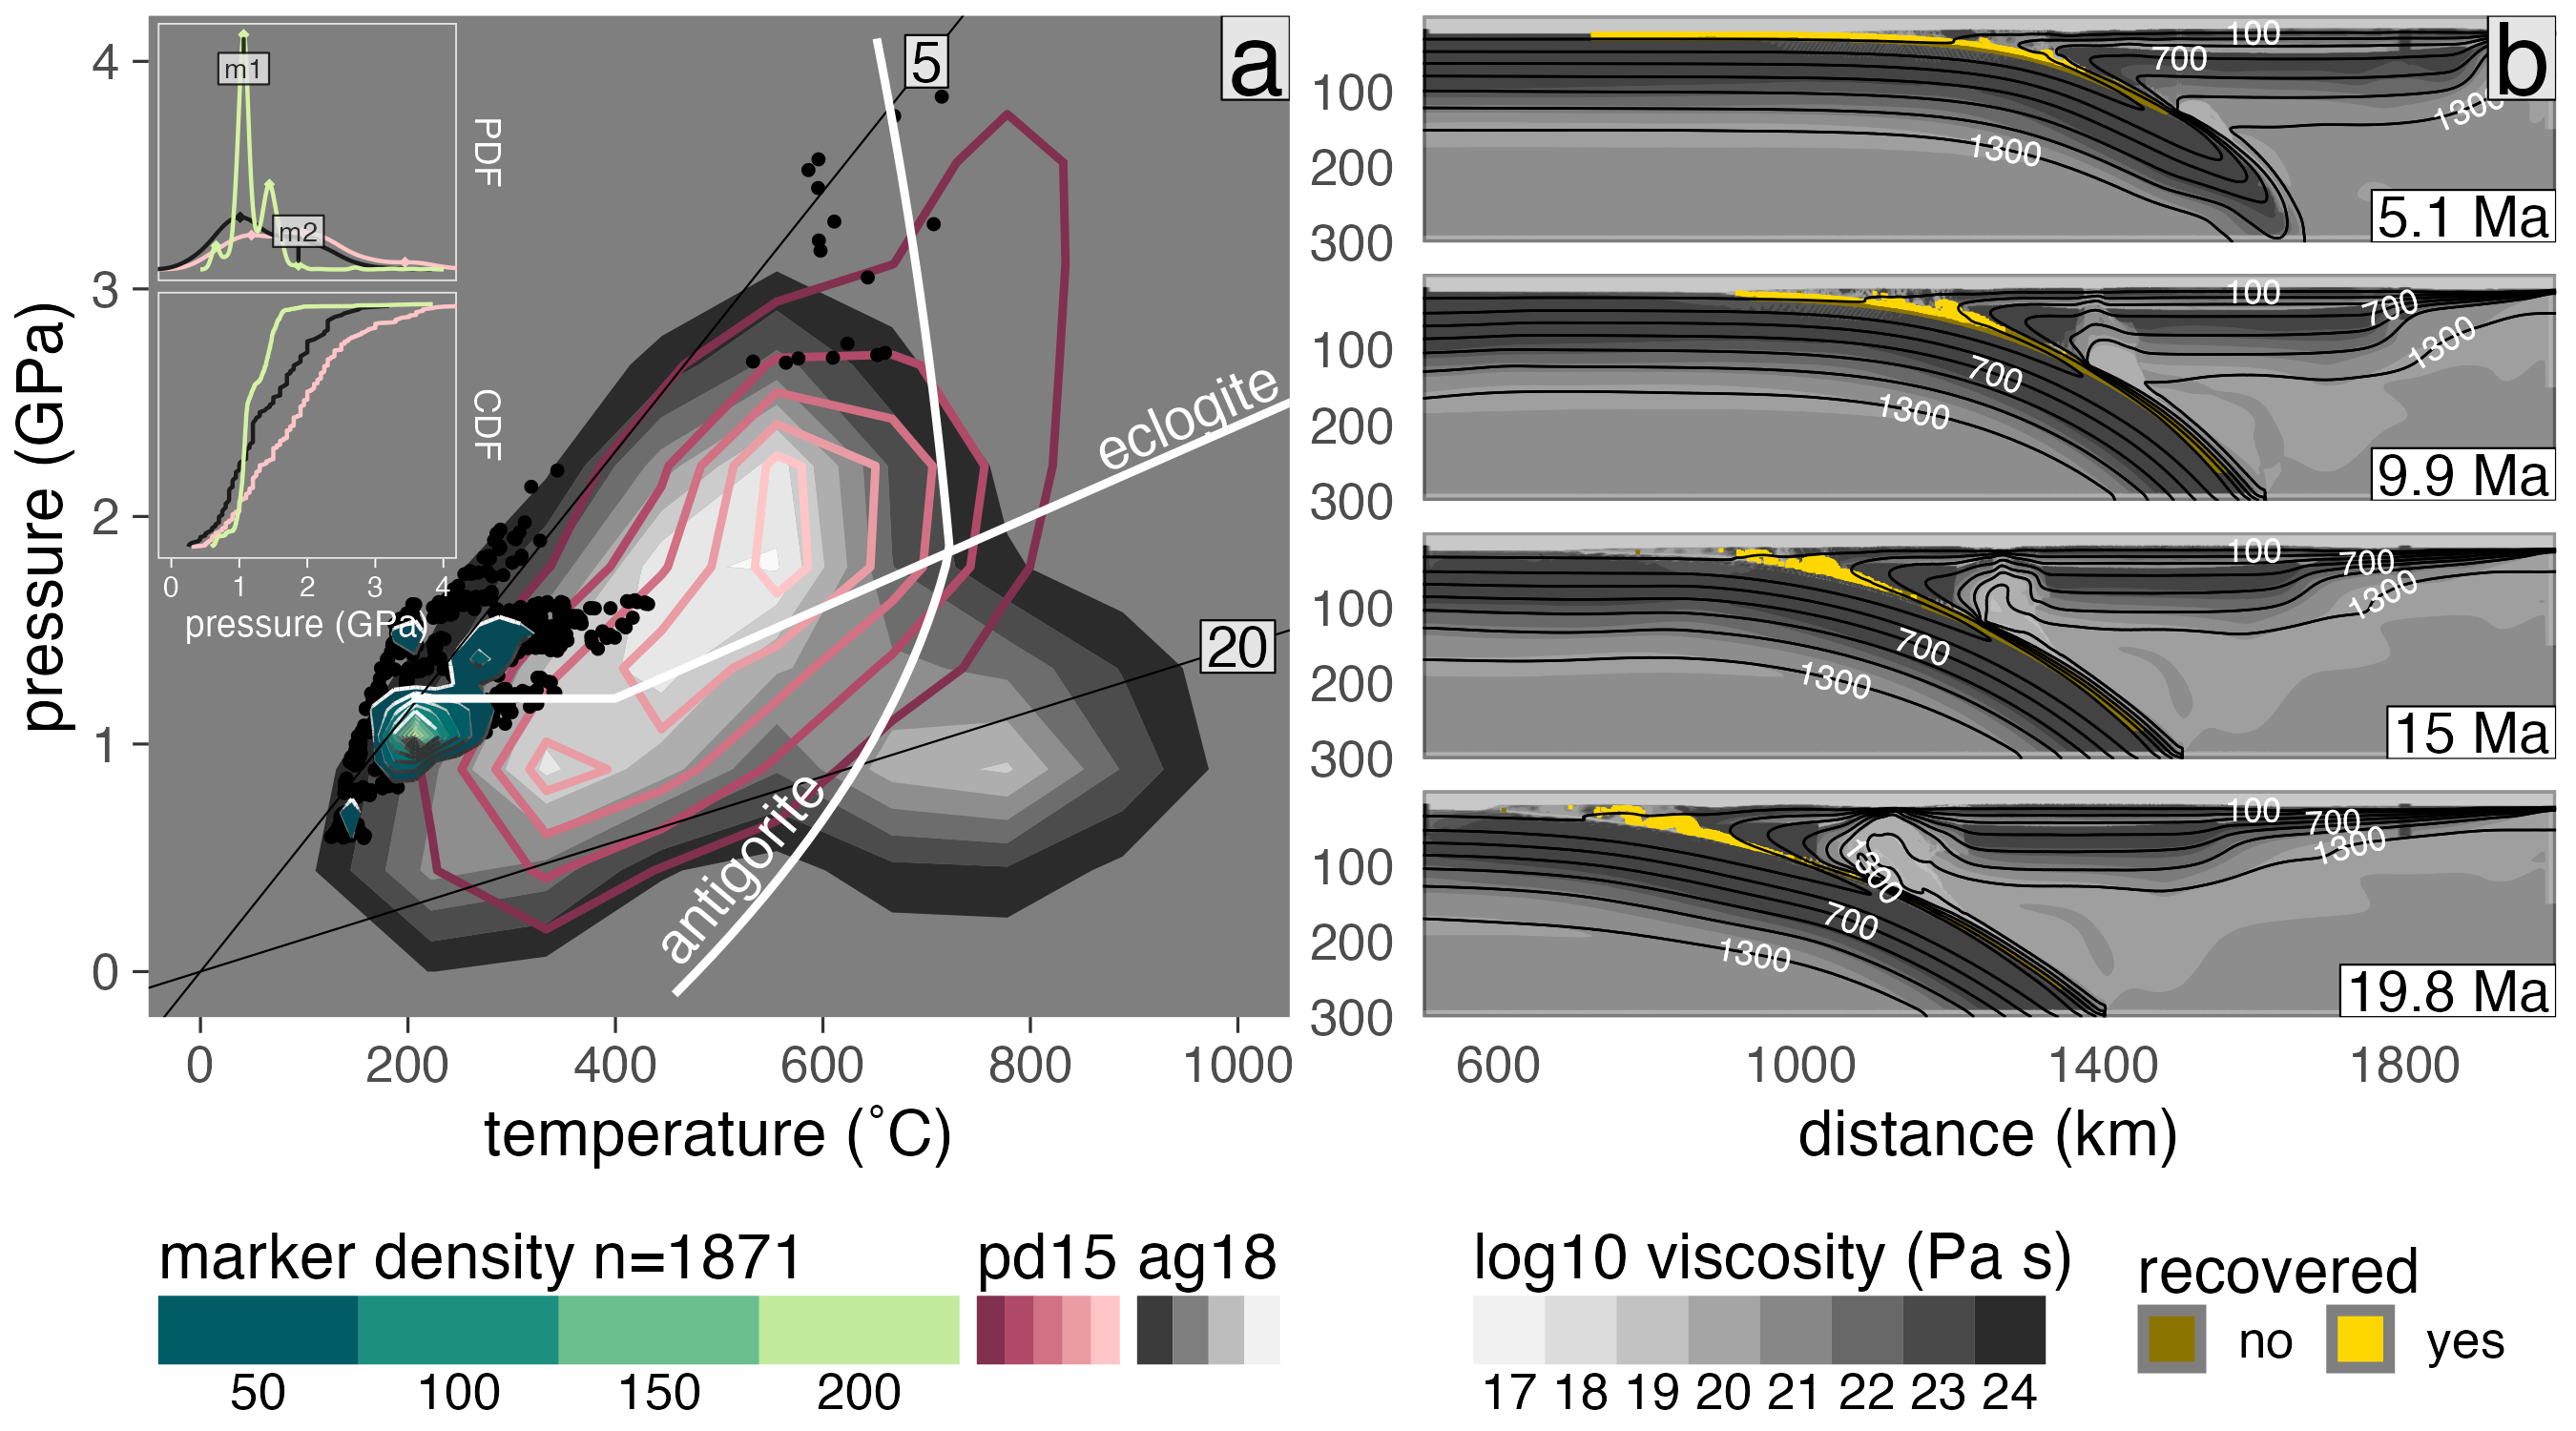 a
5
m1
m2
PDF
CDF
0 1 2 3 4
pressure (GPa)
eclogite
antigorite
20
4
3
2
1
0
pressure (GPa)
0 200 400 600 800 1000
temperature (˚C)
b
100
700
1300
1300
5.1 Ma
100
200
300
100
700
1300
700
1300
9.9 Ma
100
200
300
100
700
1300
700
1300
15 Ma
100
200
300
100
700
1300
1300
700
1300
19.8 Ma
100
200
300
600 1000 1400 1800
distance (km)
marker density n=1871
50 100 150 200
pd15 ag18
log10 viscosity (Pa s)
17 18 19 20 21 22 23 24
recovered
no yes